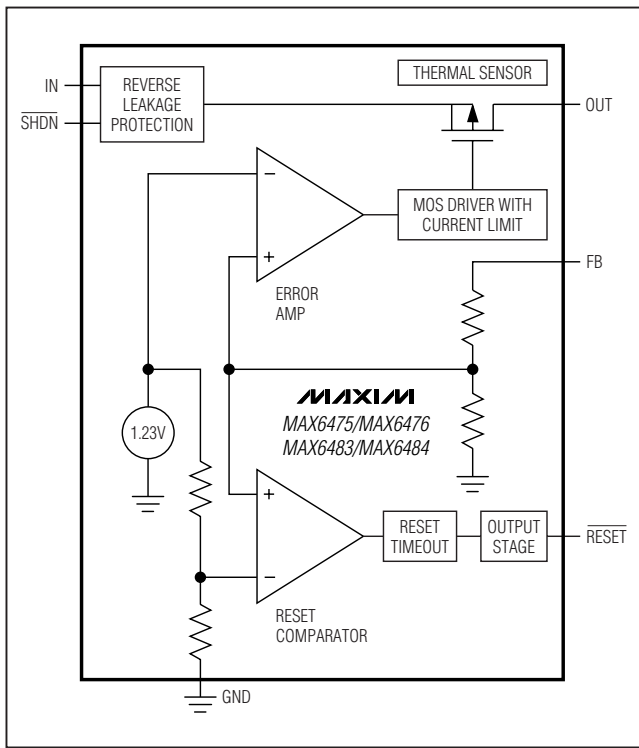 IN
SHDN
REVERSE
LEAKAGE
PROTECTION
THERMAL SENSOR
OUT
MOS DRIVER WITH
CURRENT LIMIT
−
+
ERROR
AMP
FB
1.23V
MAXIM
MAX6475/MAX6476
MAX6483/MAX6484
+
−
RESET
COMPARATOR
RESET
TIMEOUT
OUTPUT
STAGE
RESET
GND